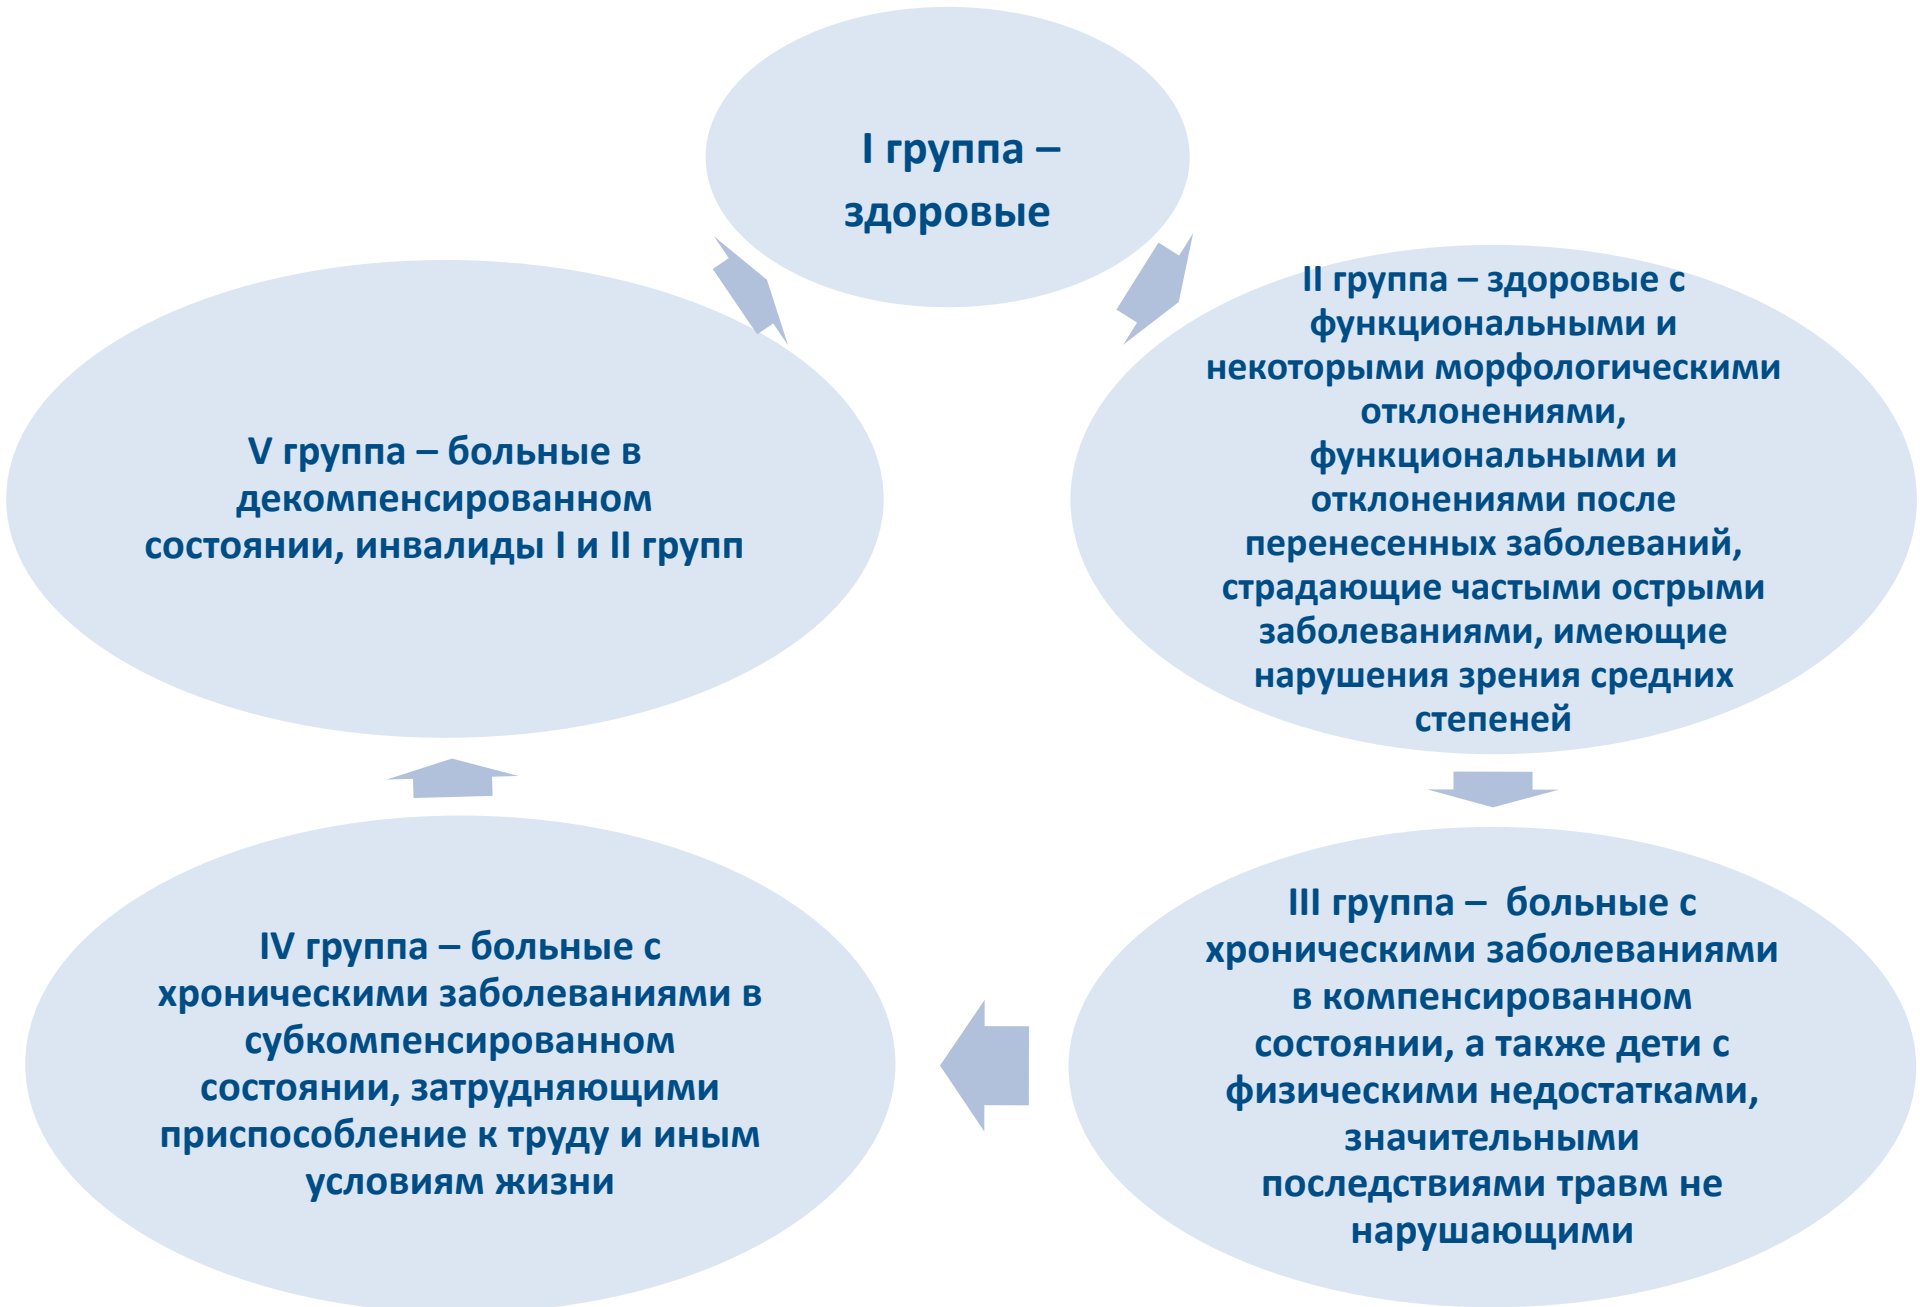 I группа –
здоровые
II группа – здоровые с
функциональными и
некоторыми морфологическими
отклонениями,
функциональными и
отклонениями после
перенесенных заболеваний,
страдающие частыми острыми
заболеваниями, имеющие
нарушения зрения средних
степеней
III группа – больные с
хроническими заболеваниями
в компенсированном
состоянии, а также дети с
физическими недостатками,
значительными
последствиями травм не
нарушающими
IV группа – больные с
хроническими заболеваниями в
субкомпенсированном
состоянии, затрудняющими
приспособление к труду и иным
условиям жизни
V группа – больные в
декомпенсированном
состоянии, инвалиды I и II групп